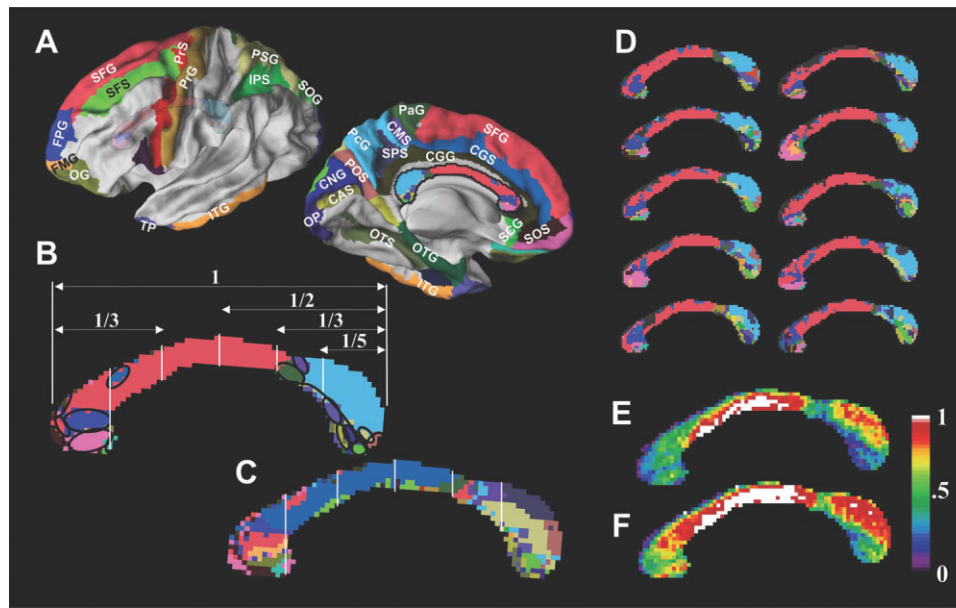 A
SFG
SFS
PrS
PrG
PSG
IPS
SOG
FPG
FMG
OG
TP
ITG
PaG
CMS
SFG
PcG
SPS
CGG
CGS
POS
CNG
CAS
OP
OTS
OTG
SCG
SOS
ITG
B
1
1/2
1/3
1/3
1/5
C
D
E
F
1
.5
0